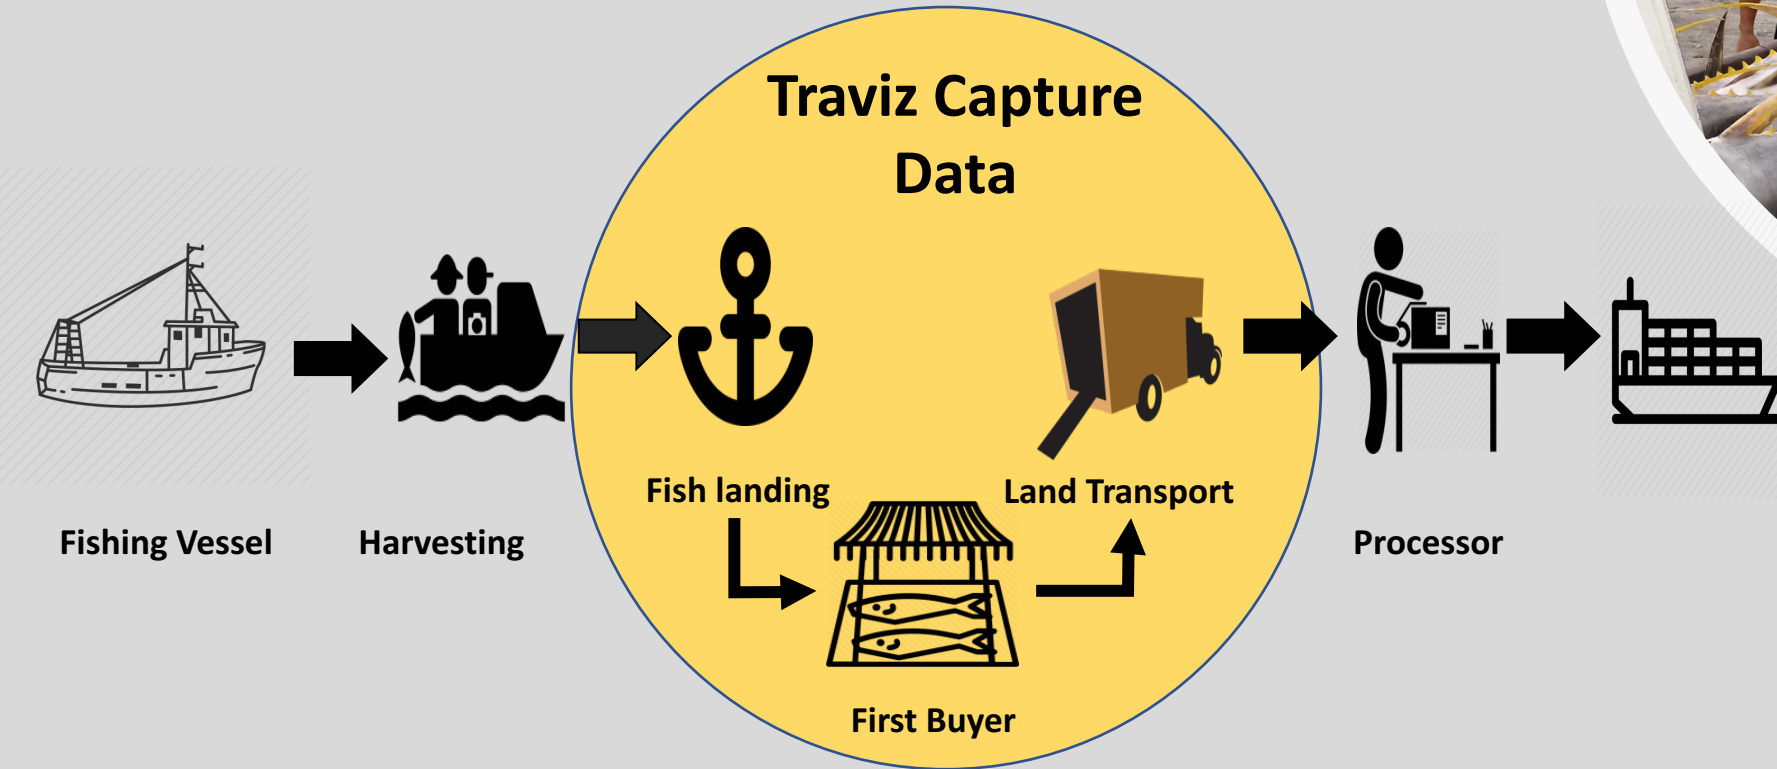 Traviz Capture
Data
Fishing Vessel
Harvesting
Fish landing
First Buyer
Land Transport
Processor